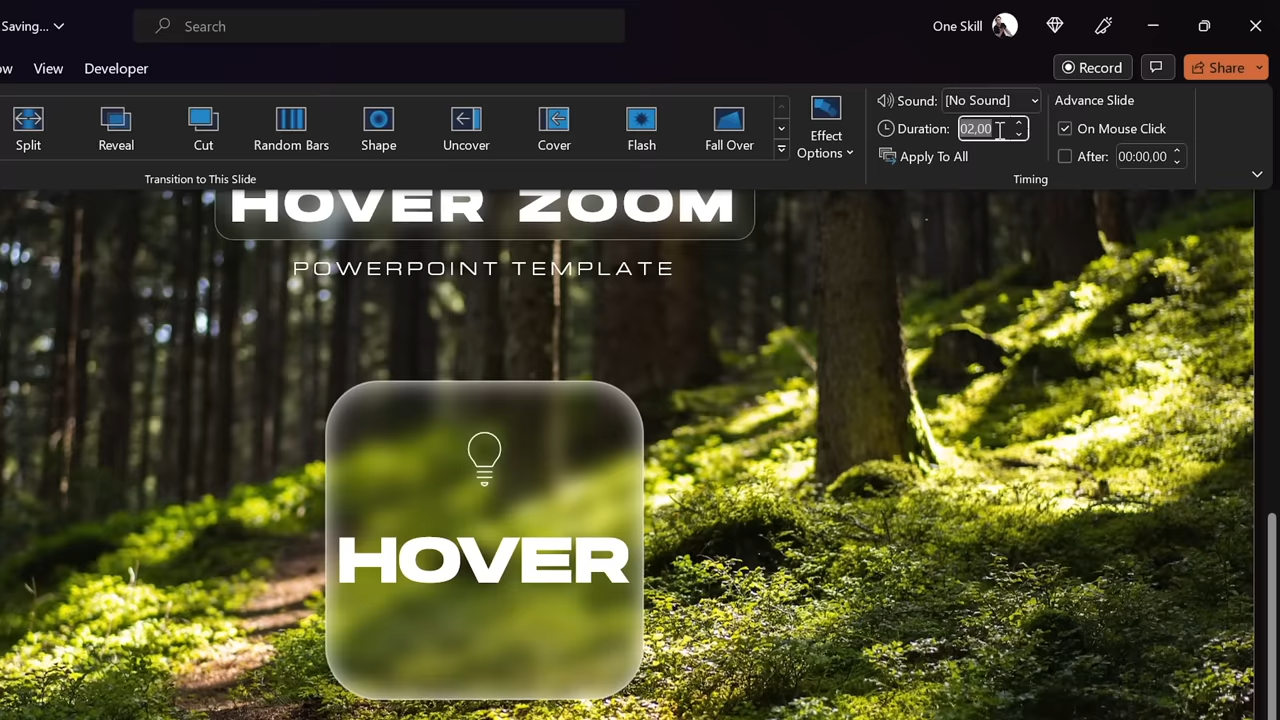 Saving...
Search
One Skill
ow View Developer
Record
Share
Split
Reveal
Cut
Random Bars
Shape
Uncover
Cover
Flash
Fall Over
Effect
Options
Sound: [No Sound]
Duration: 02,00
Apply To All
Advance Slide
On Mouse Click
After: 00:00,00
Transition to This Slide
Timing
HOVER ZOOM
POWERPOINT TEMPLATE
HOVER